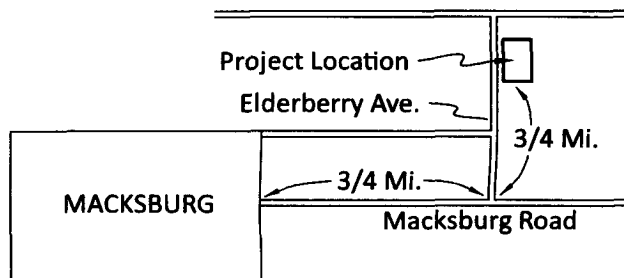 Project Location
Elderberry Ave.
3/4 Mi.
3/4 Mi.
MACKSBURG
Macksburg Road